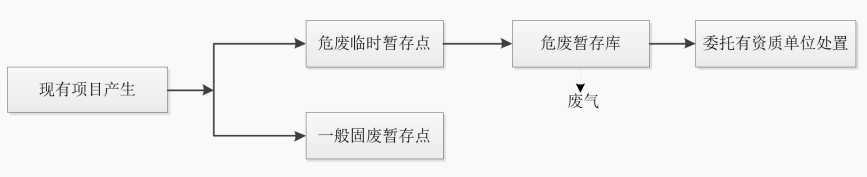 危废临时暂存点
危废暂存库
委托有资质单位处置
现有项目产生
废气
一般固废暂存点